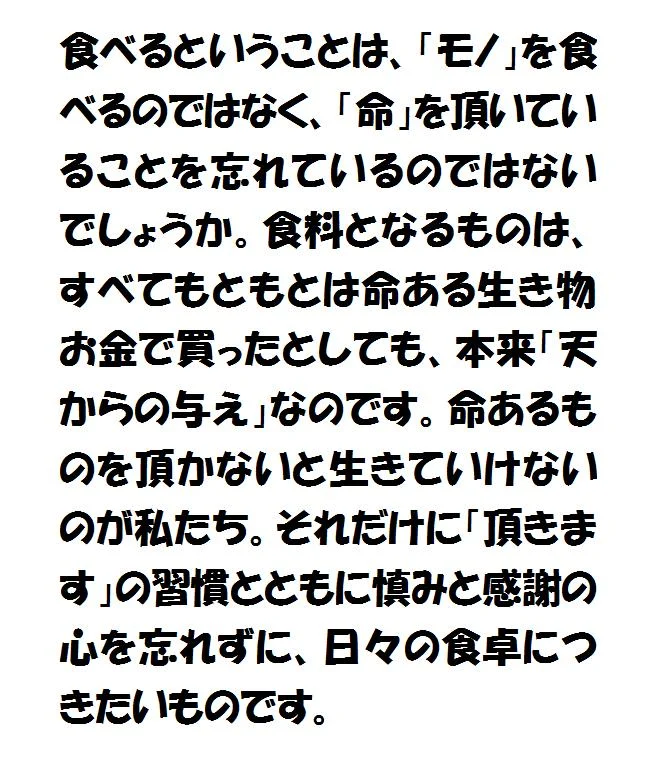 食べるということは、「モノ」を食
べるのではなく、「命」を頂いてい
ることを忘れているのではない
でしょうか。食料となるものは、
すべてもともとは命ある生き物
お金で買ったとしても、本来「天
からの与え」なのです。命あるも
のを頂かないと生きていけない
のが私たち。それだけに「頂きま
す」の習慣とともに慎みと感謝の
心を忘れずに、日々の食卓につ
きたいものです。